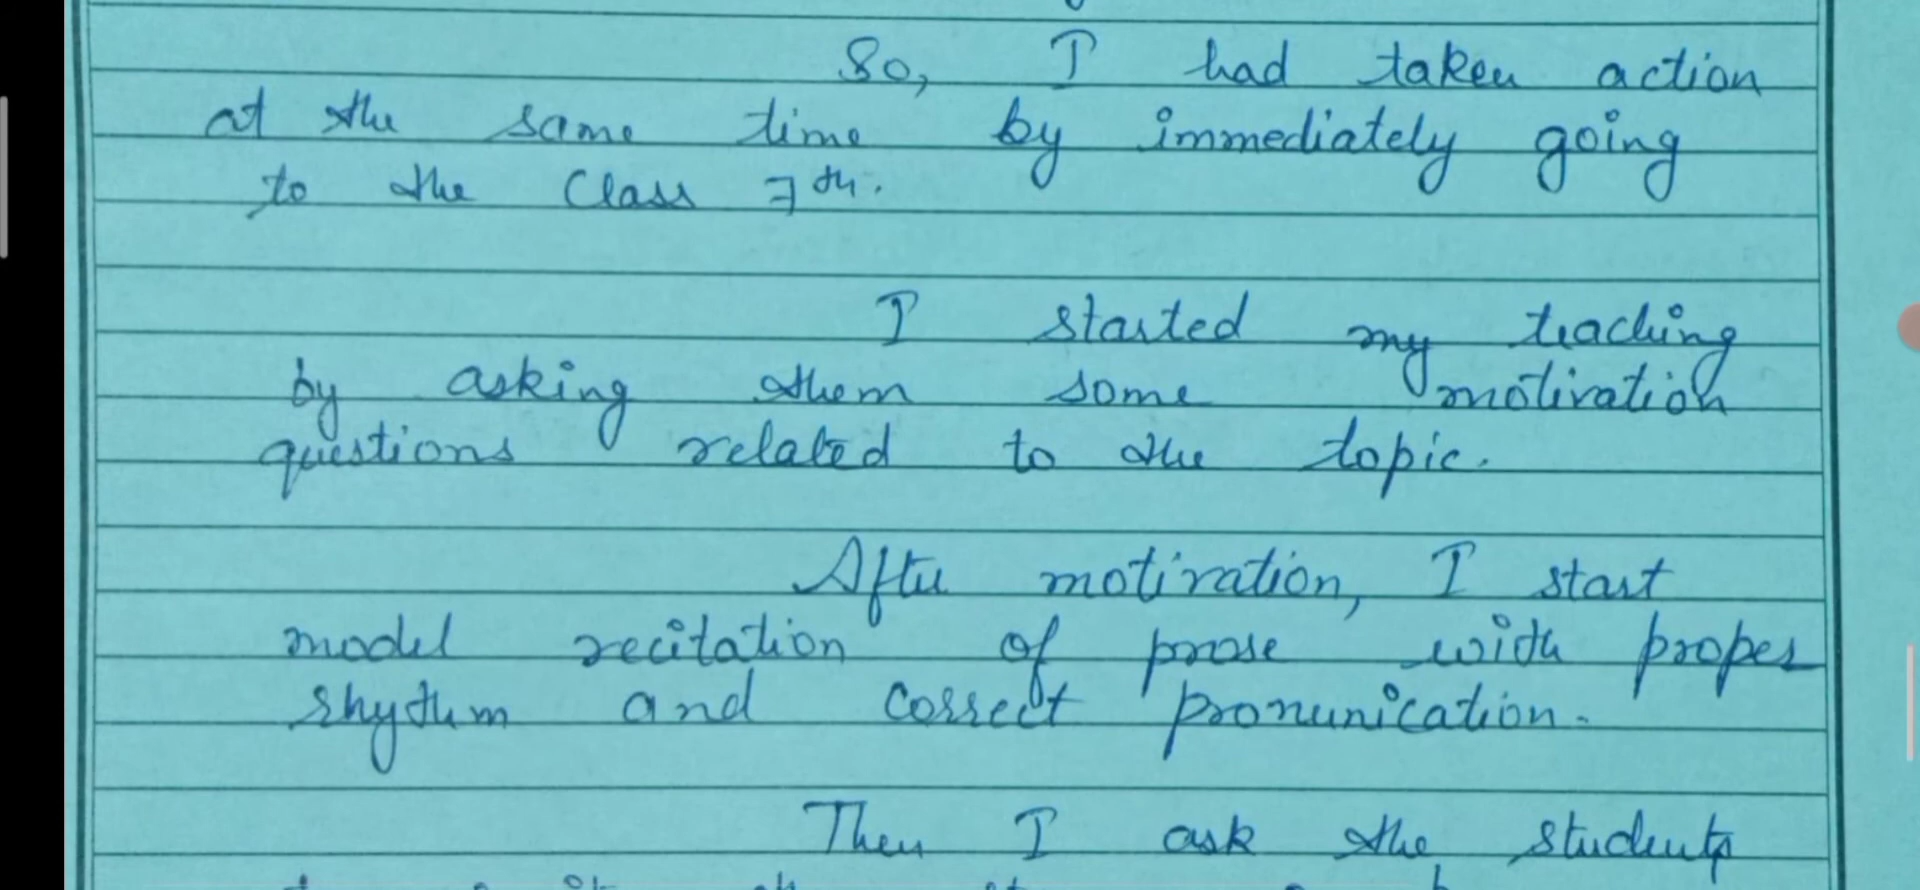 So, I had taken action
at the same time by immediately going
to the Class 7th.
I started my teaching
by asking them some motivation
questions related to the topic.
After motivation, I start
model recitation of prose with proper
rhythm and correct pronunication.
Then I ask the students